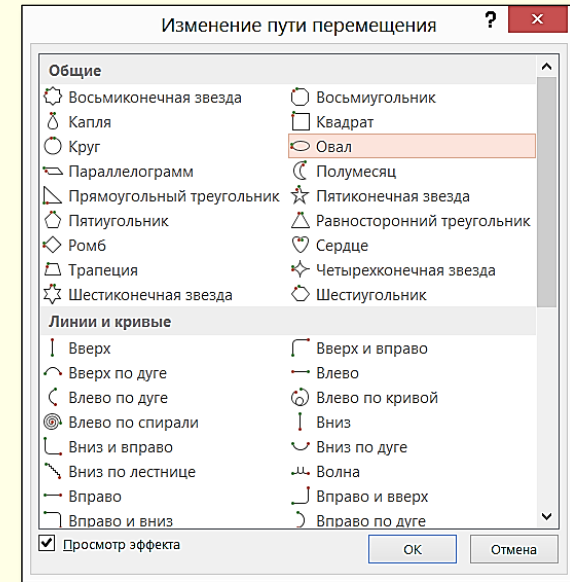 Изменение пути перемещения ?
Общие
Восьмиконечная звезда Восьмиугольник
Капля Квадрат
Круг Овал
Параллелограмм Полумесяц
Прямоугольный треугольник Пятиконечная звезда
Пятиугольник Равносторонний треугольник
Ромб Сердце
Трапеция Четырехконечная звезда
Шестиконечная звезда Шестиугольник
Линии и кривые
Вверх Вверх и вправо
Вверх по дуге Влево
Влево по дуге Влево по кривой
Влево по спирали Вниз
Вниз и вправо Вниз по дуге
Вниз по лестнице Волна
Вправо Вправо и вверх
Вправо и вниз Вправо по дуге
Просмотр эффекта ОК Отмена